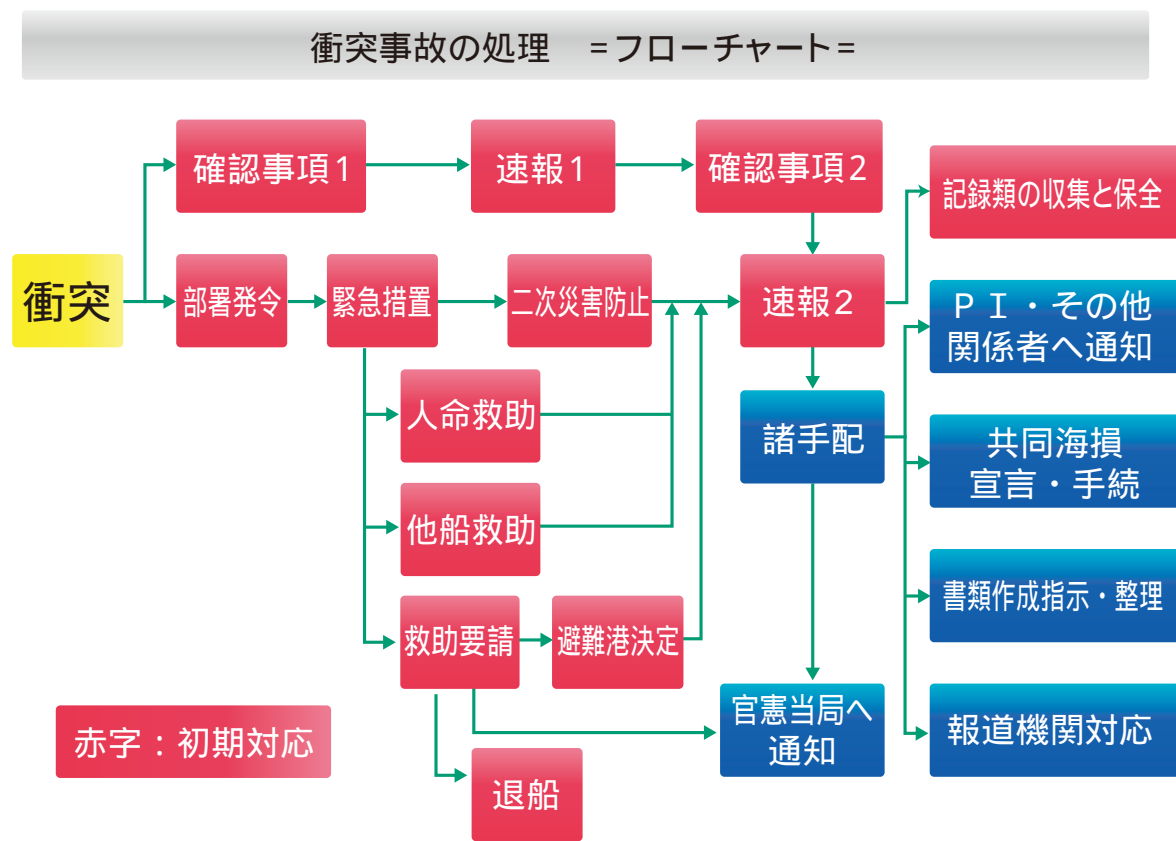 衝突事故の処理　=フローチャート=
確認事項1
速報1
確認事項2
記録類の収集と保全
衝突
部署発令
緊急措置
二次災害防止
速報2
ＰＩ・その他
関係者へ通知
人命救助
諸手配
共同海損
宣言・手続
他船救助
書類作成指示・整理
救助要請
避難港決定
官憲当局へ
通知
報道機関対応
赤字：初期対応
退船